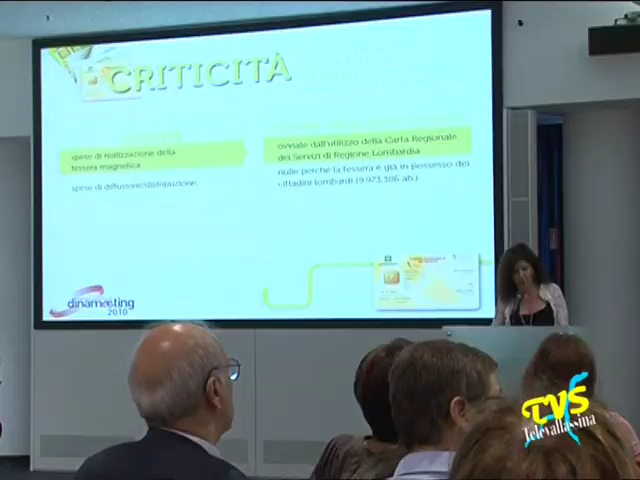 CRITICITÀ
spese di realizzazione della
tessera magnetica
ovviate dall'utilizzo della Carta Regionale
dei Servizi di Regione Lombardia
spese di diffusione/distribuzione.
nulle perché la tessera è già in possesso dei
cittadini lombardi (9.973.386 ab.)
dinameeting
2010
TVS
Televallassina